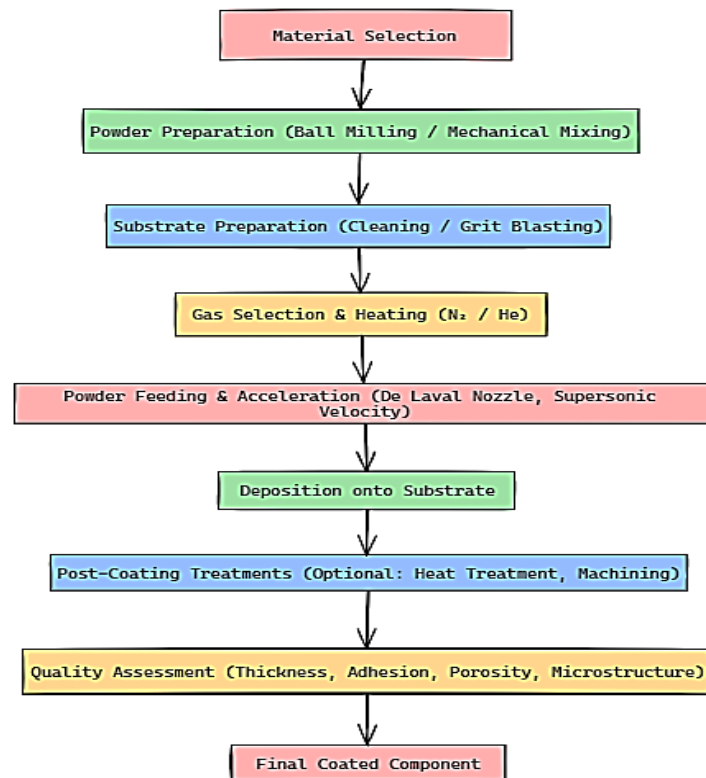 Material Selection
Powder Preparation (Ball Milling / Mechanical Mixing)
Substrate Preparation (Cleaning / Grit Blasting)
Gas Selection & Heating (N₂ / He)
Powder Feeding & Acceleration (De Laval Nozzle, Supersonic
Velocity)
Deposition onto Substrate
Post-Coating Treatments (Optional: Heat Treatment, Machining)
Quality Assessment (Thickness, Adhesion, Porosity, Microstructure)
Final Coated Component